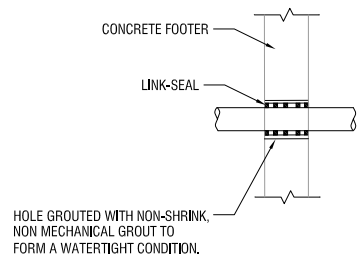 CONCRETE FOOTER
LINK-SEAL
HOLE GROUTED WITH NON-SHRINK,
NON MECHANICAL GROUT TO
FORM A WATERTIGHT CONDITION.